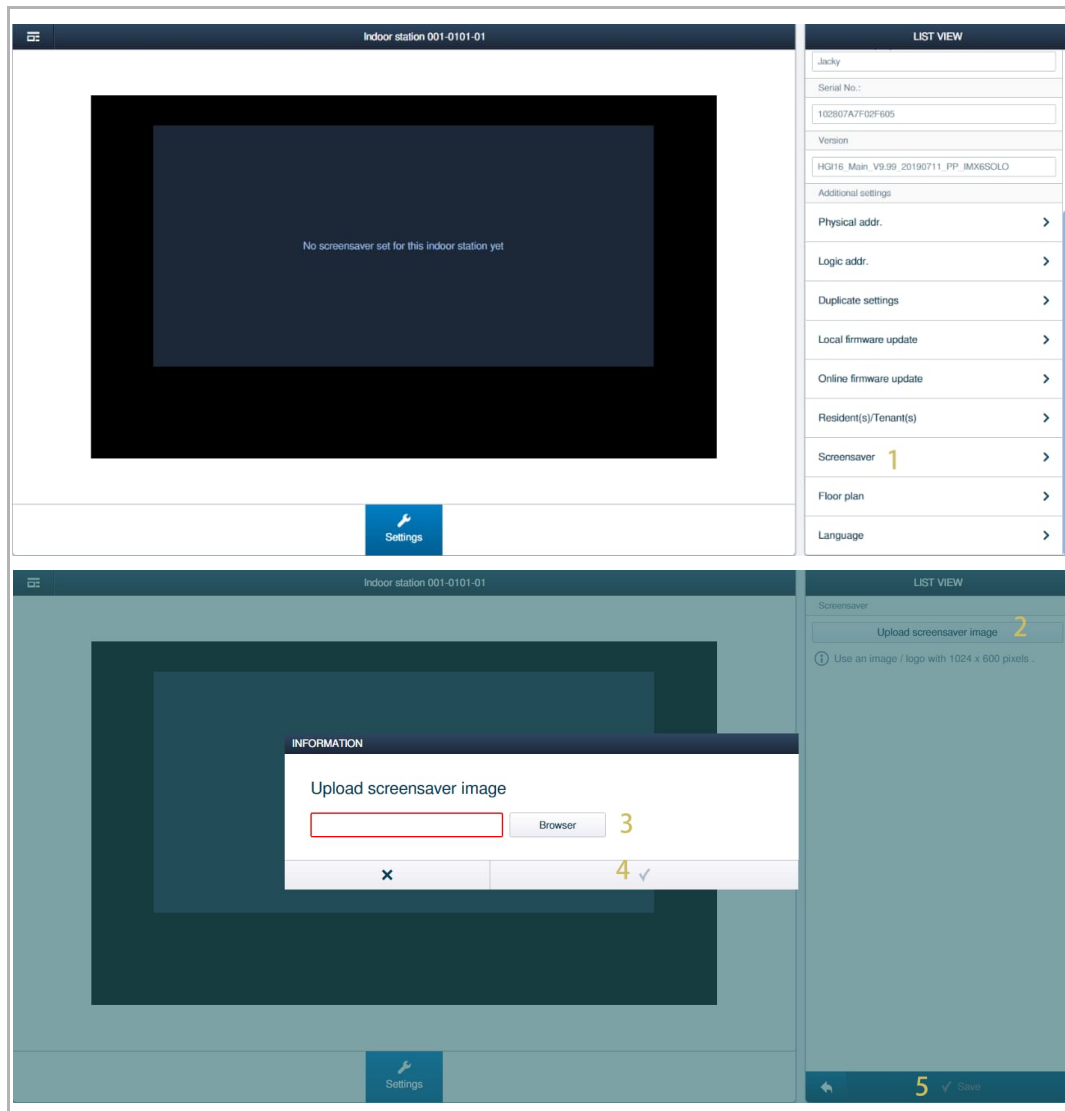 Indoor station 001-0101-01
LIST VIEW
Jacky
Serial No.:
102807A7F02F605
Version
HGI16_Main_V9.99_20190711_PP_IMX6SOLO
Additional settings
Physical addr.
Logic addr.
Duplicate settings
Local firmware update
Online firmware update
Resident(s)/Tenant(s)
Screensaver 1
Floor plan
Language
No screensaver set for this indoor station yet
Settings
Indoor station 001-0101-01
LIST VIEW
Screensaver
Upload screensaver image 2
Use an image / logo with 1024 x 600 pixels .
INFORMATION
Upload screensaver image
Browser 3
4
Settings
5 Save